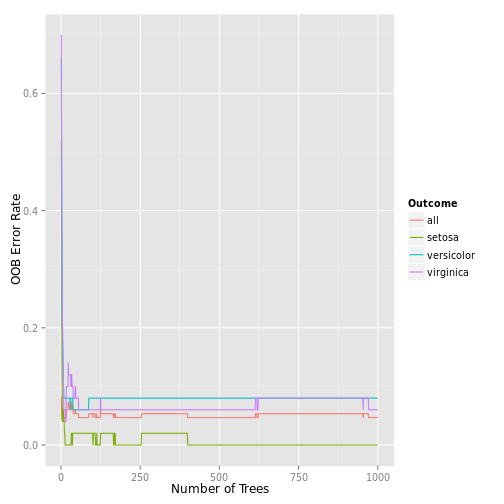 OOB Error Rate
0.6
0.4
0.2
0.0
0 250 500 750 1000
Number of Trees
Outcome
all
setosa
versicolor
virginica